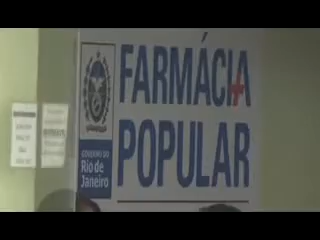 FARMÁCIA
POPULAR
GOVERNO DO
Rio de
Janeiro